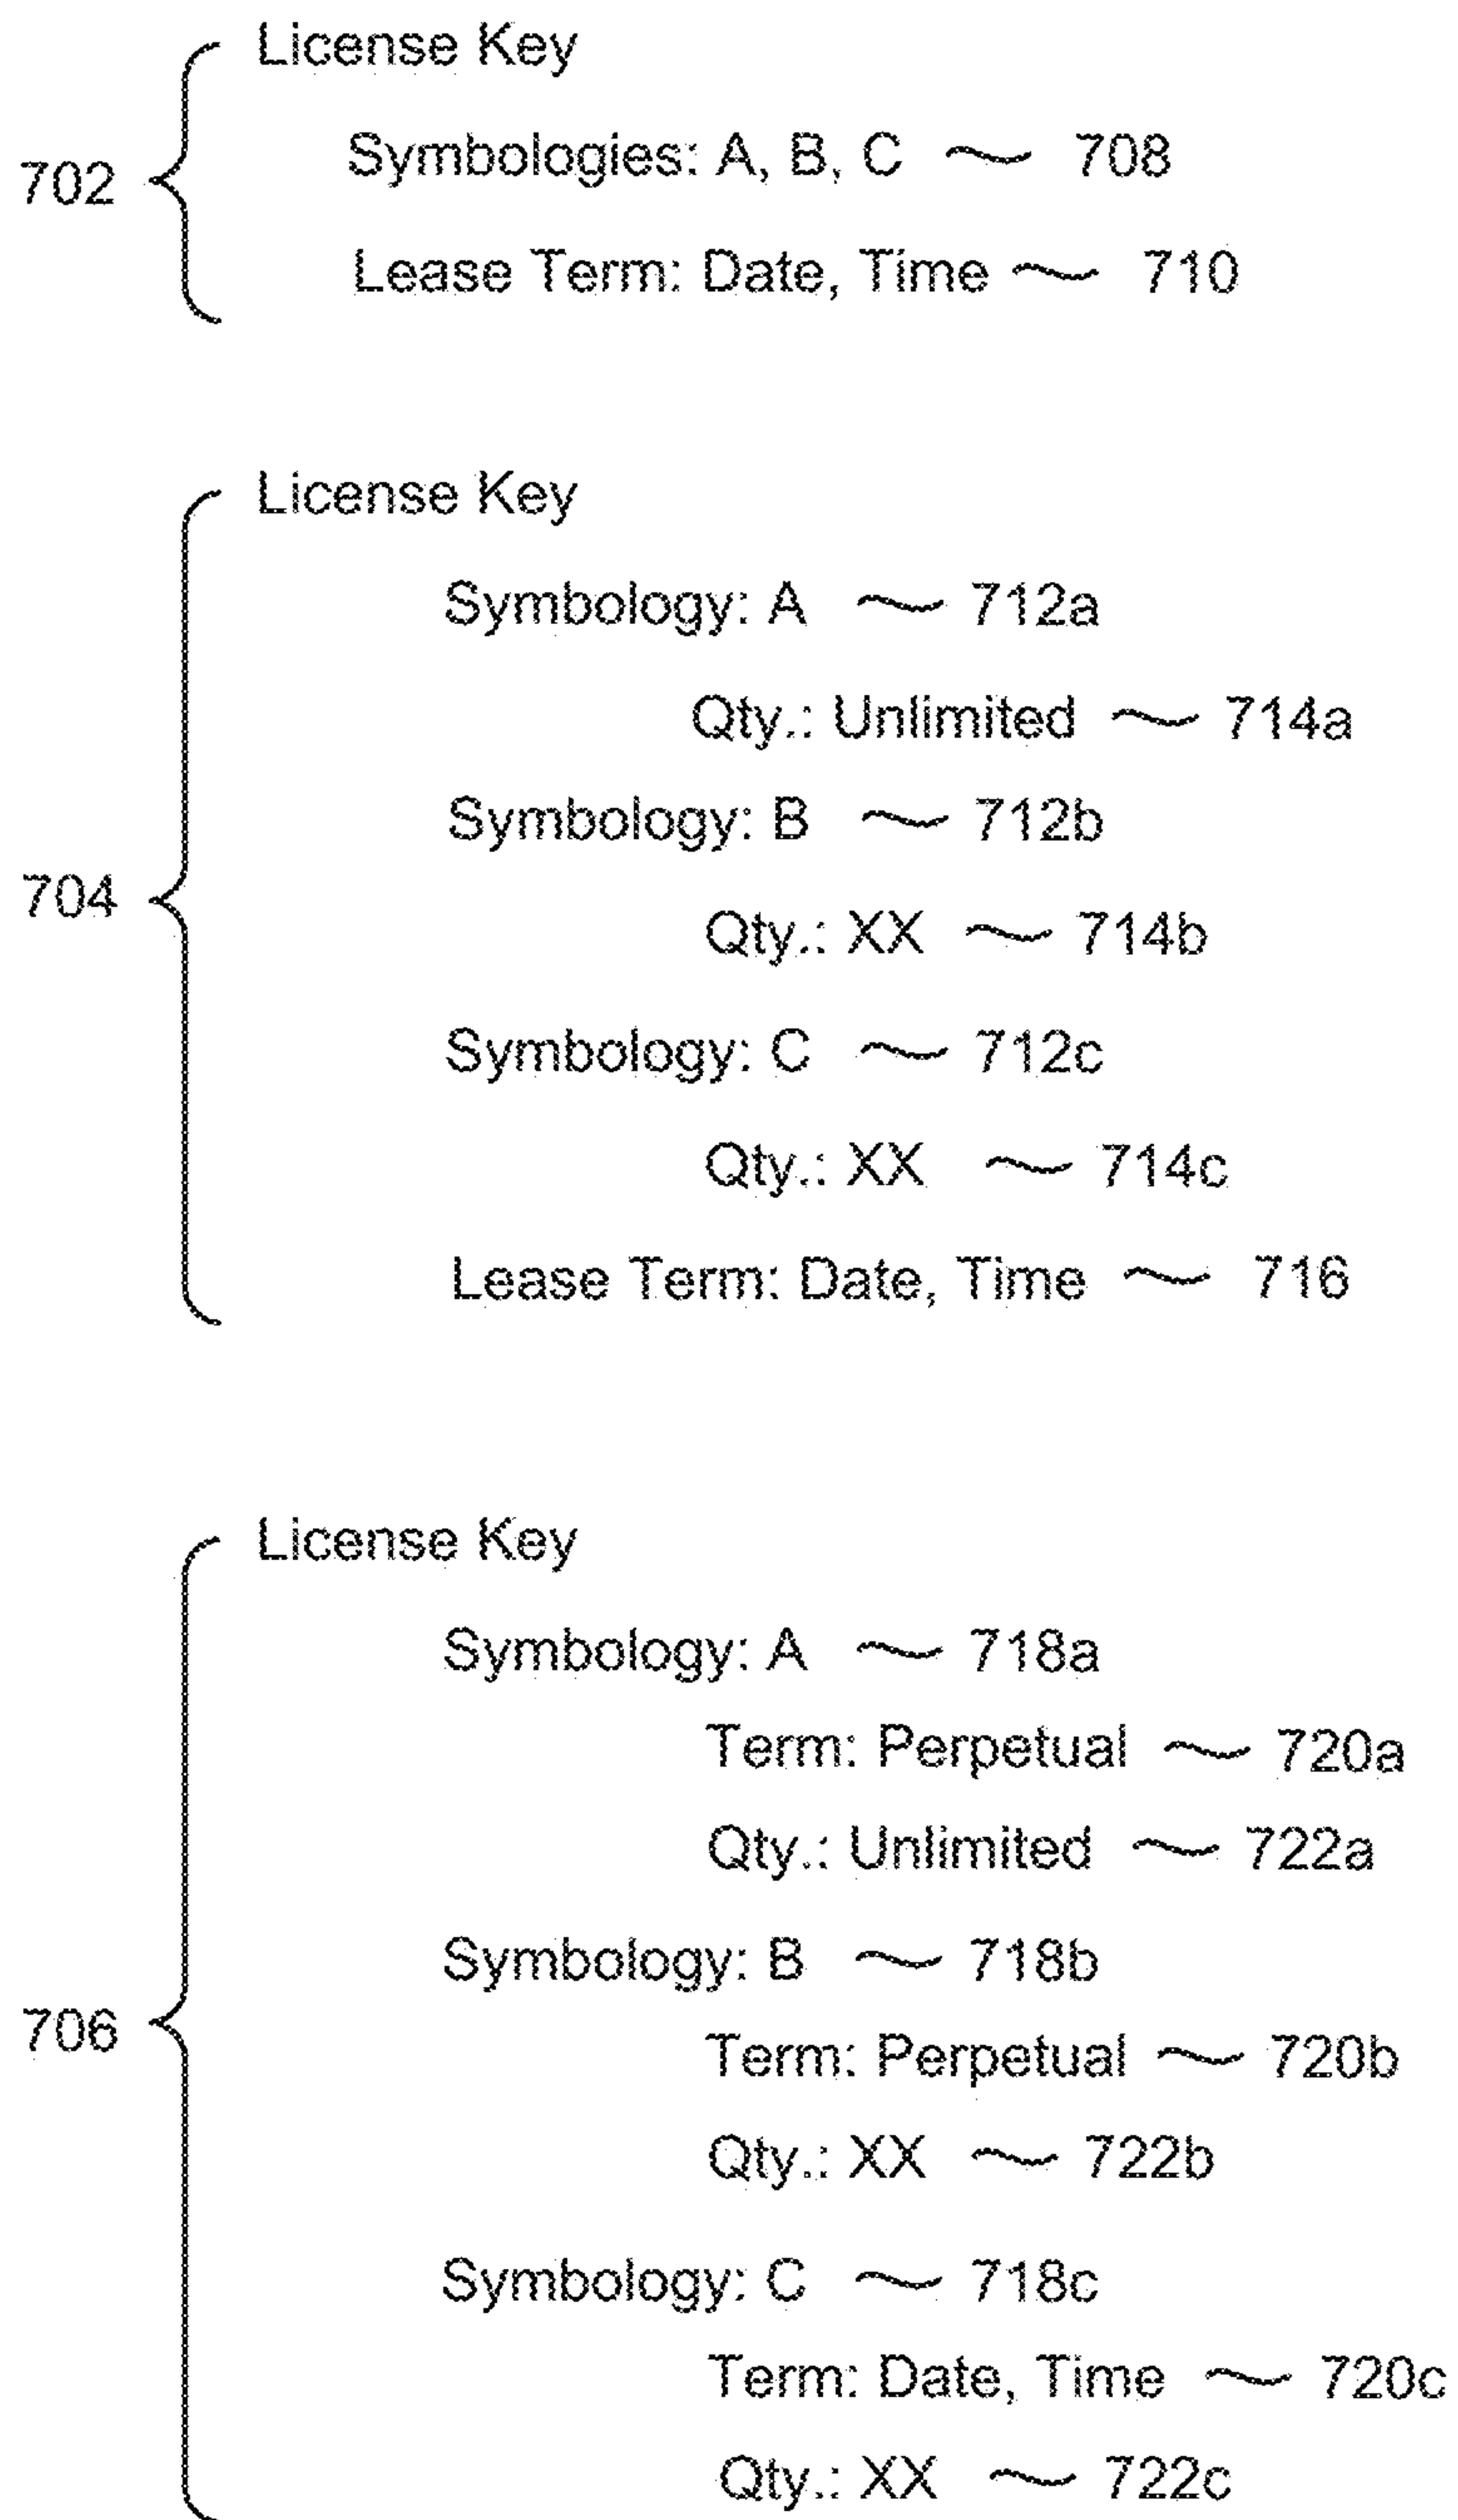 License Key
Symbologies: A, B, C 708
702
Lease Term: Date, Time 710
License Key
Symbology: A 712a
Qty.: Unlimited 714a
Symbology: B 712b
704
Qty.: XX 714b
Symbology: C 712c
Qty.: XX 714c
Lease Term: Date, Time 716
License Key
Symbology: A 718a
Term: Perpetual 720a
Qty.: Unlimited 722a
Symbology: B 718b
706
Term: Perpetual 720b
Qty.: XX 722b
Symbology: C 718c
Term: Date, Time 720c
Qty.: XX 722c